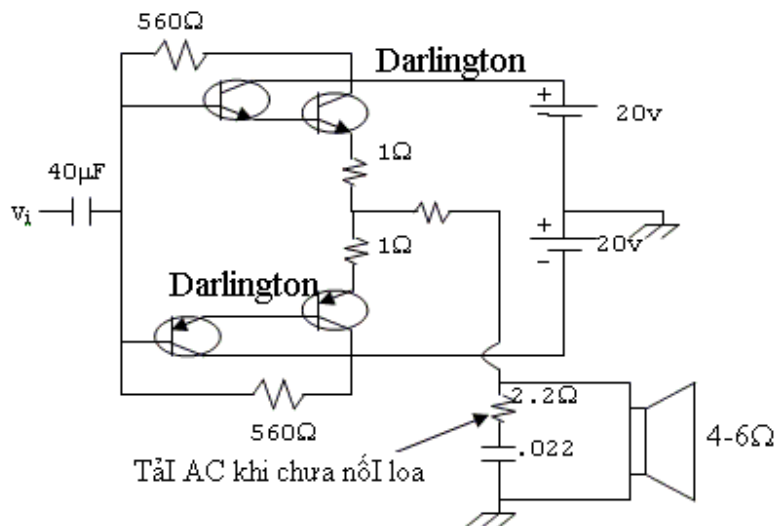 560Ω
Darlington
20v
1Ω
40µF
vi
1Ω
20v
Darlington
2.2Ω
560Ω
.022
4-6Ω
TảI AC khi chưa nốI loa